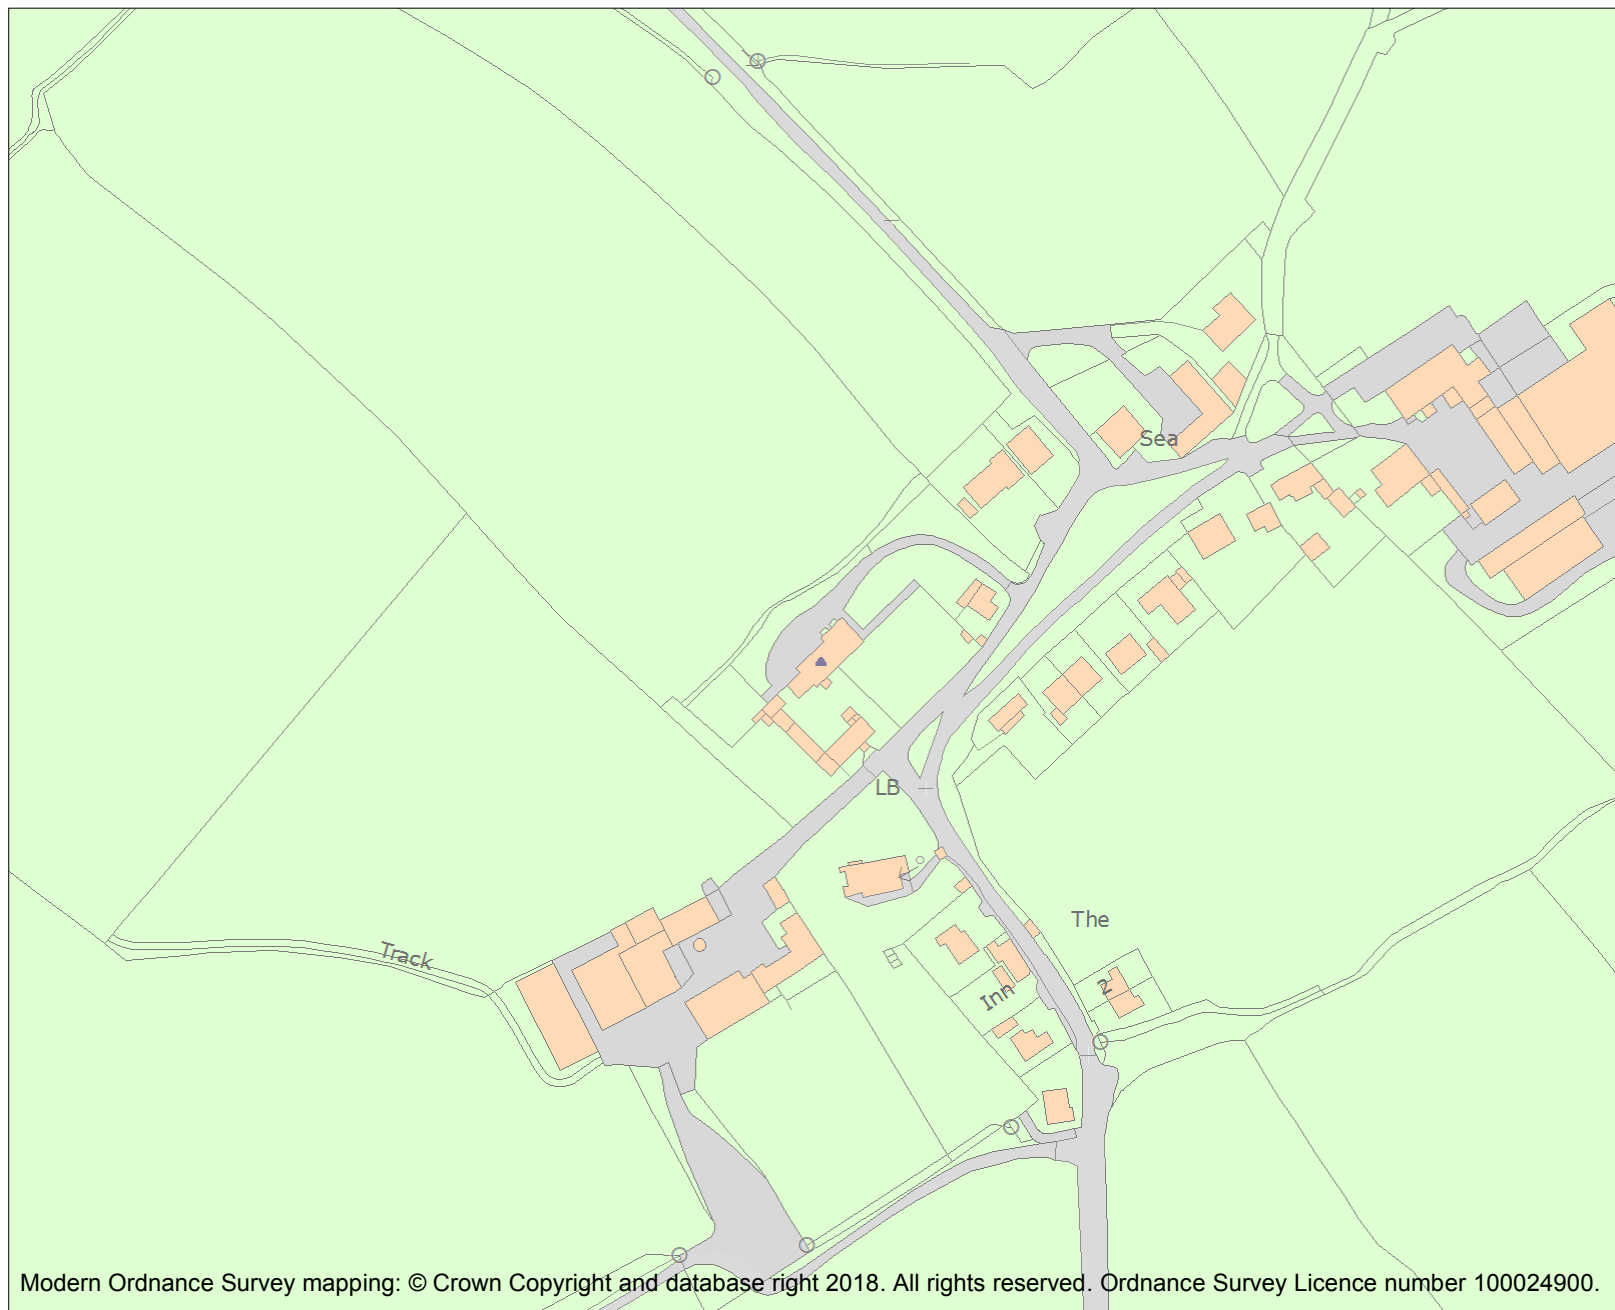 Sea
LB
The
Track
Inn
2
Modern Ordnance Survey mapping: © Crown Copyright and database right 2018. All rights reserved. Ordnance Survey Licence number 100024900.